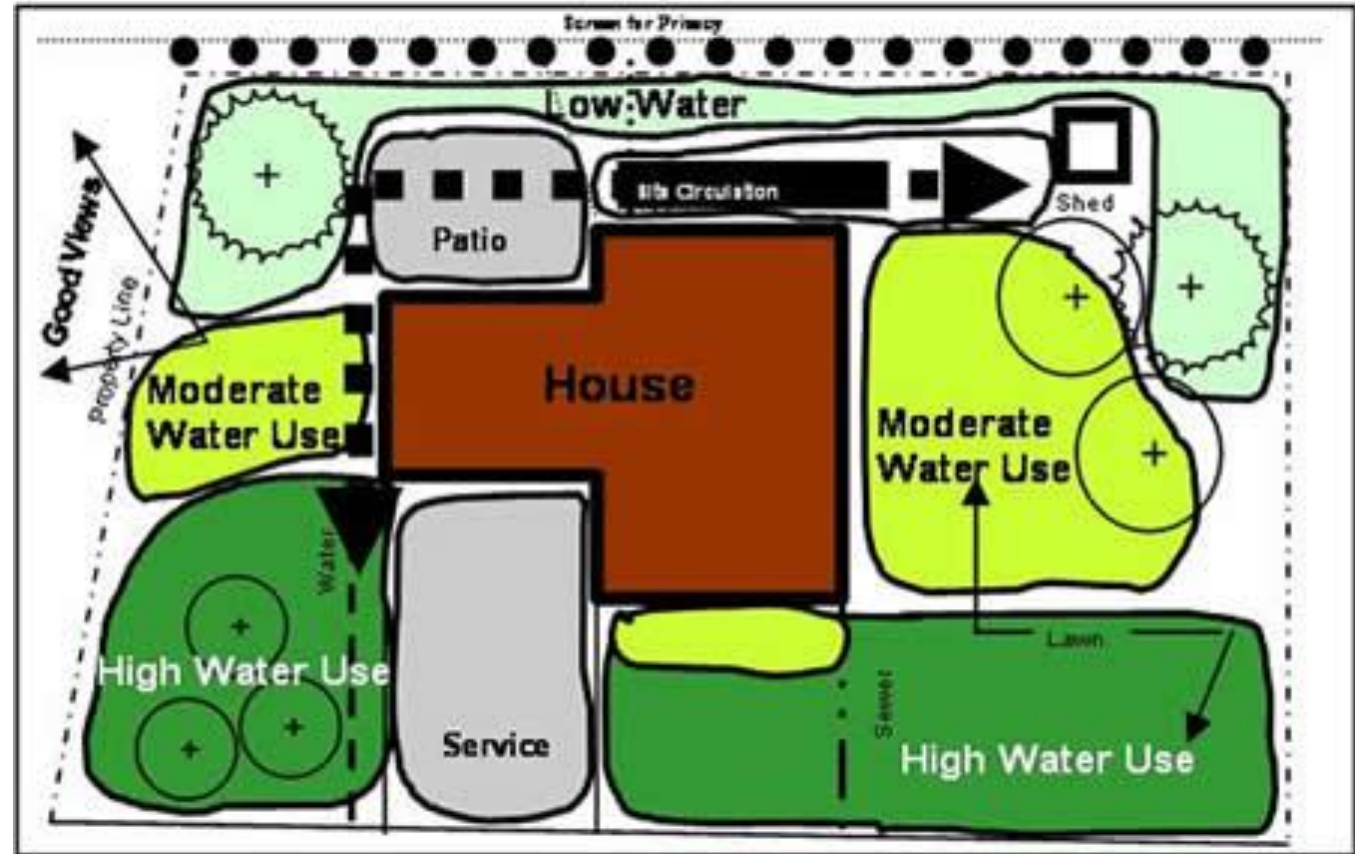 Screen for Privacy
Low Water
Good Views
Property Line
Patio
Site Circulation
Shed
Moderate
Water Use
House
Moderate
Water Use
Water
High Water Use
Service
Lawn
Sewer
High Water Use